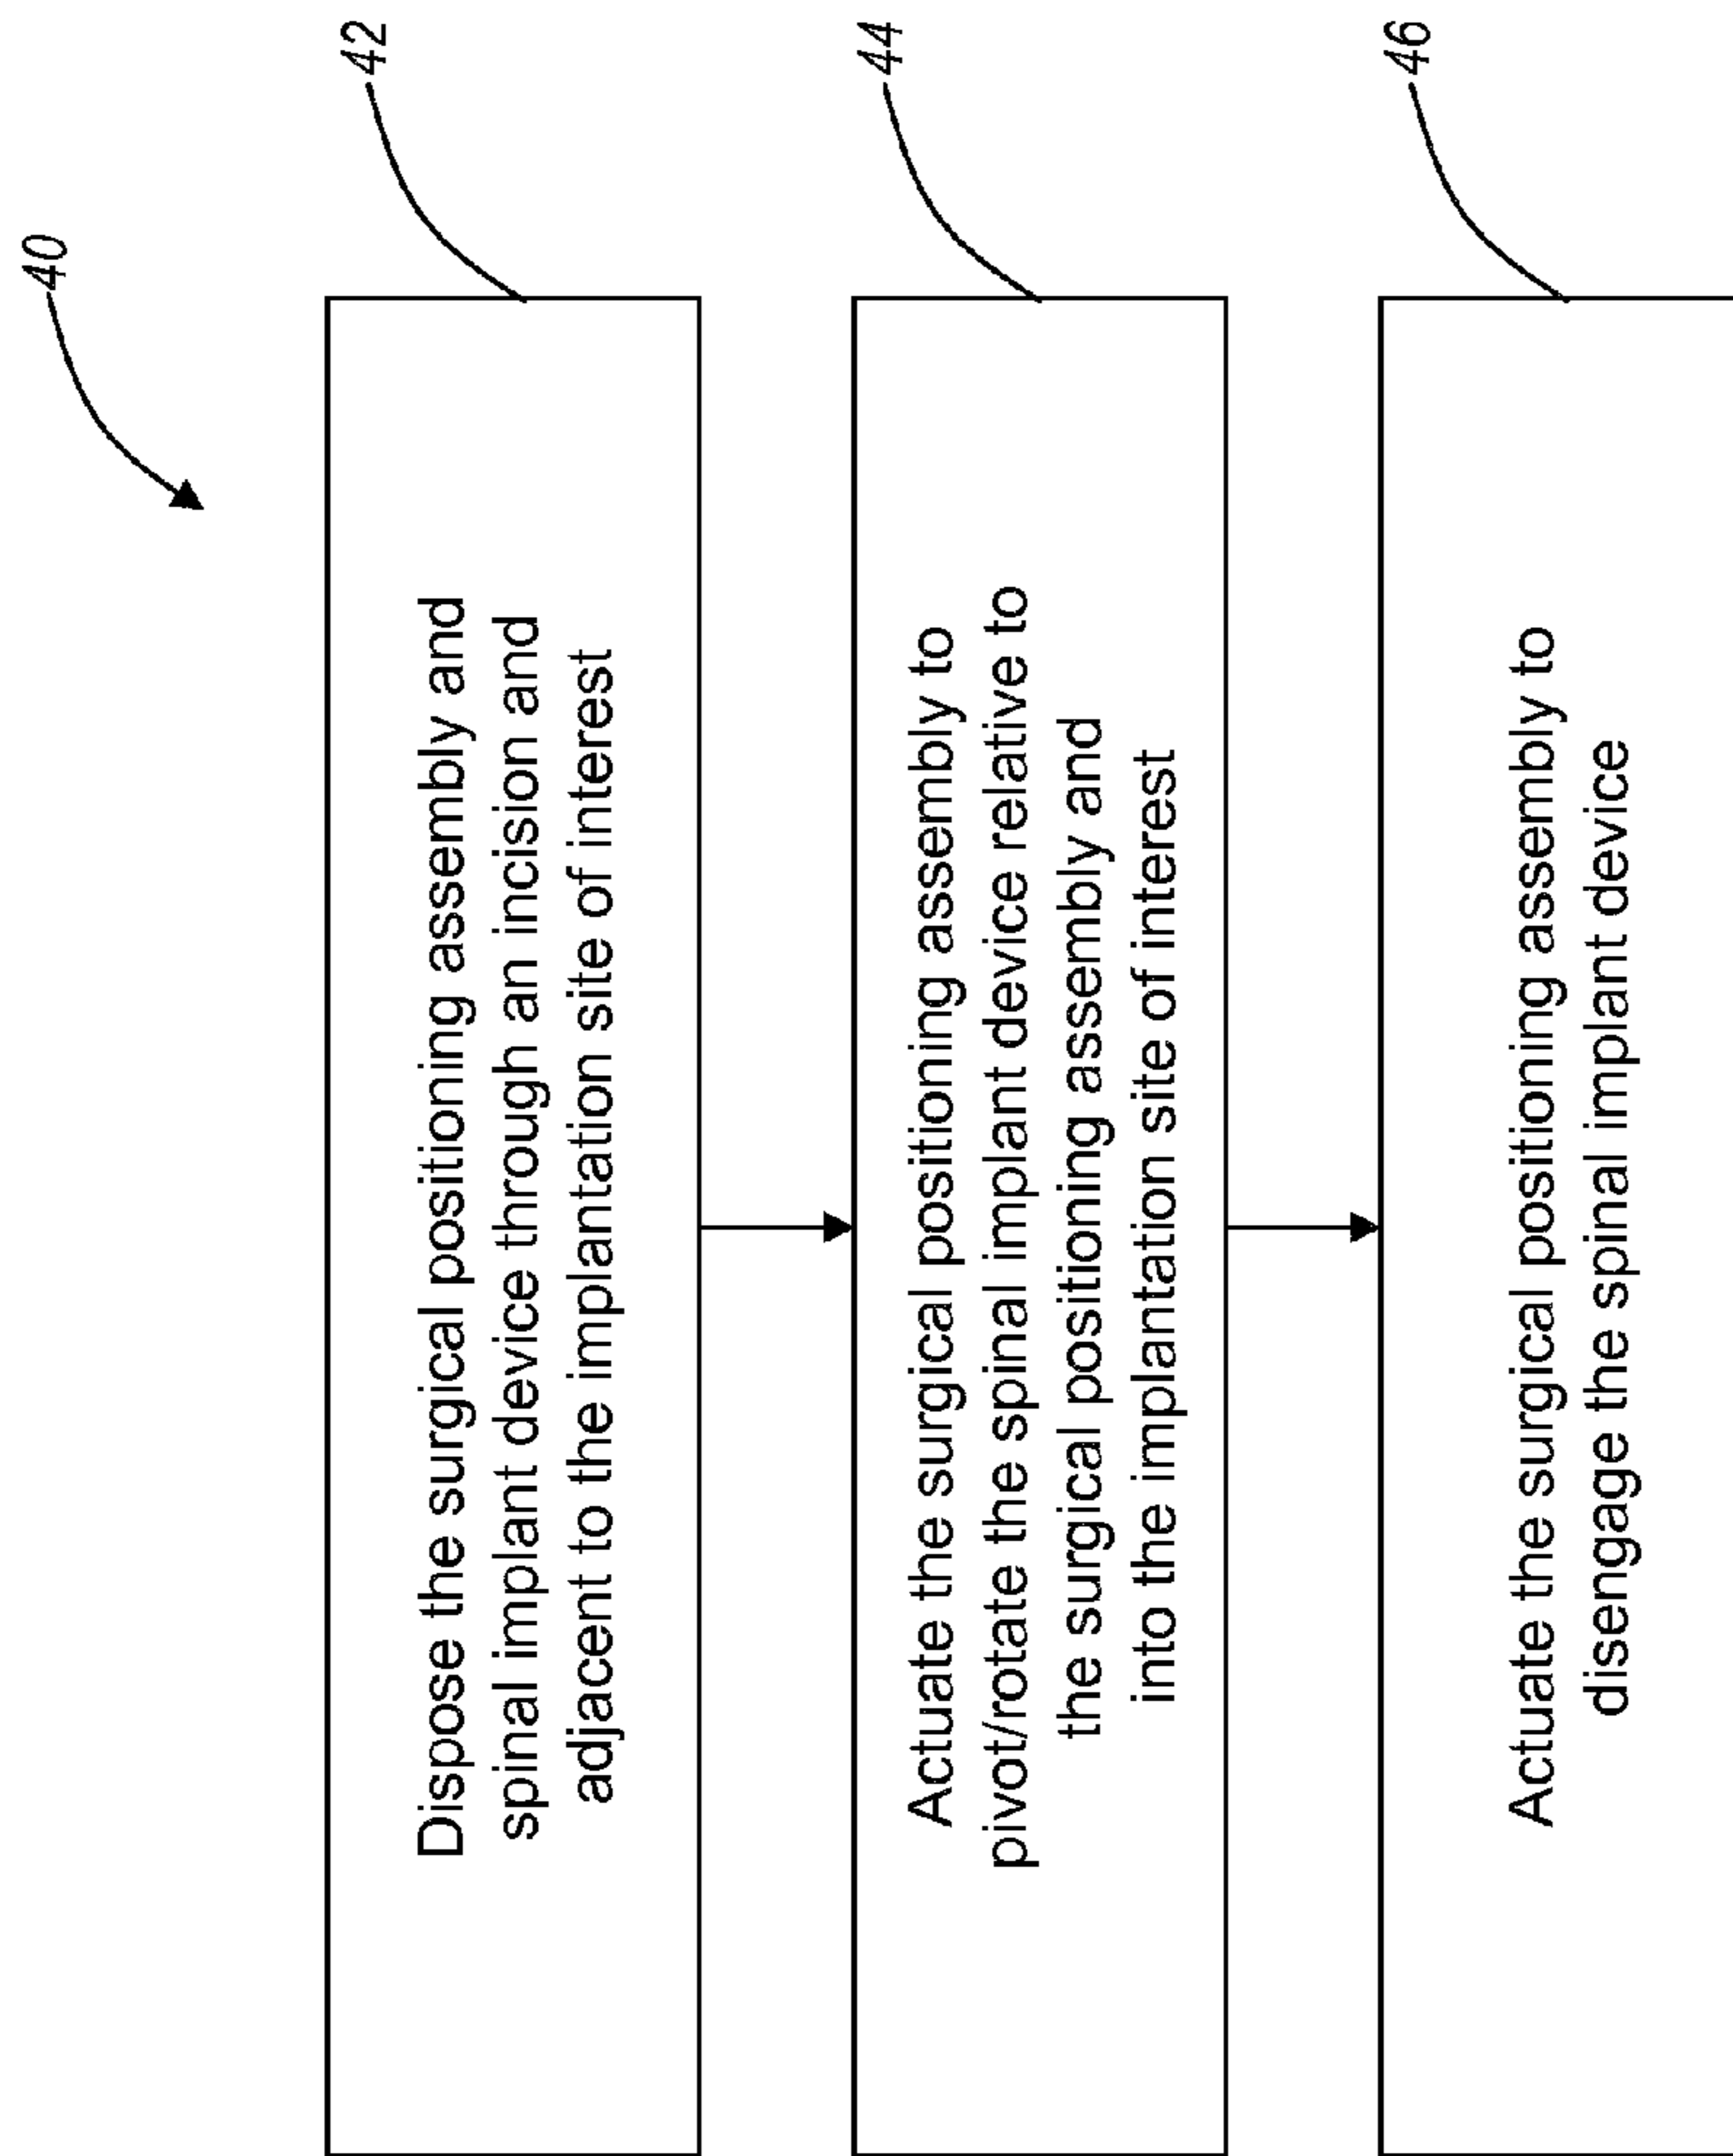 40
42
Dispose the surgical positioning assembly and
spinal implant device through an incision and
adjacent to the implantation site of interest
44
Actuate the surgical positioning assembly to
pivot/rotate the spinal implant device relative to
the surgical positioning assembly and
into the implantation site of interest
46
Actuate the surgical positioning assembly to
disengage the spinal implant device